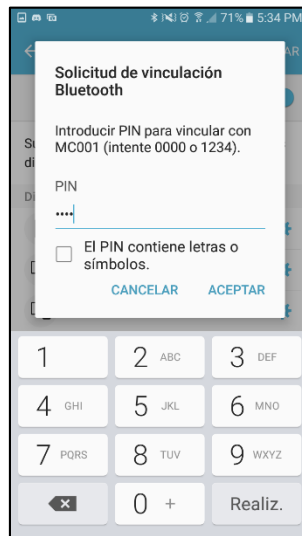 71% 5:34 PM
AR
Solicitud de vinculación
Bluetooth
Introducir PIN para vincular con
MC001 (intente 0000 o 1234).
PIN
••••
El PIN contiene letras o
símbolos.
CANCELAR ACEPTAR
1 2 ABC 3 DEF
4 GHI 5 JKL 6 MNO
7 PQRS 8 TUV 9 WXYZ
0 + Realiz.